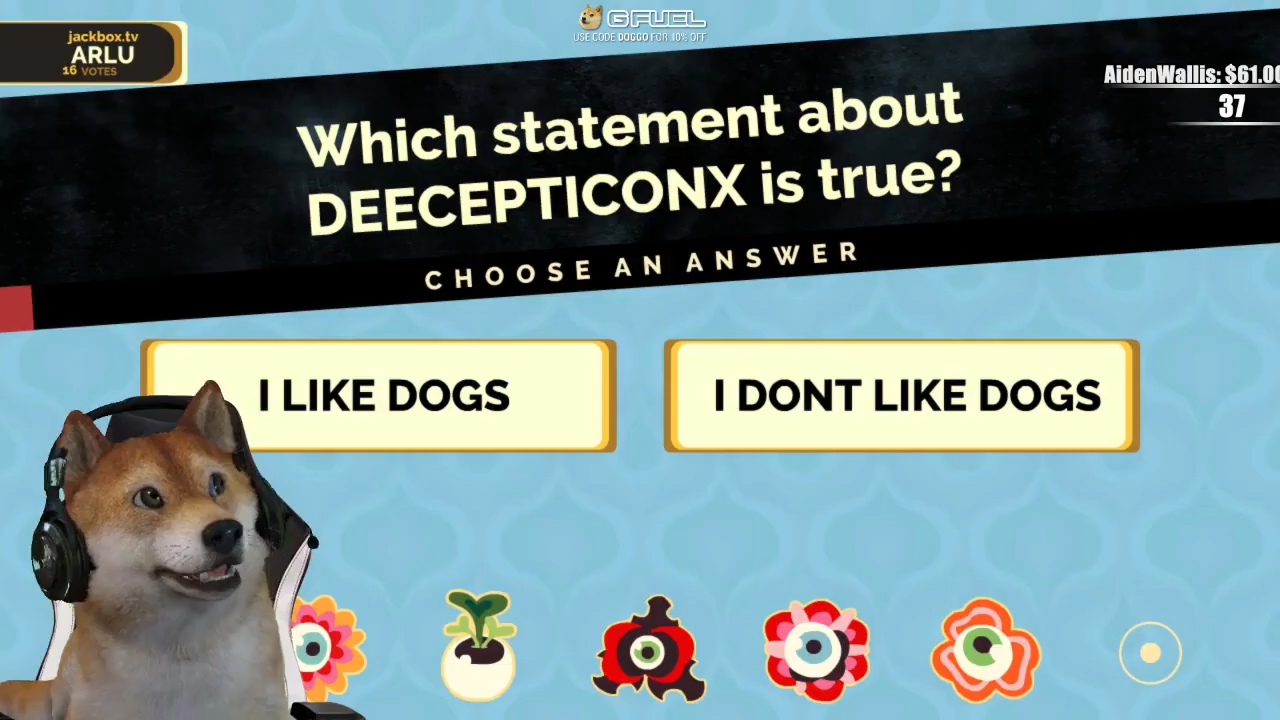 jackbox.tv
ARLU
16 VOTES
G FUEL
USE CODE DOGGO FOR 10% OFF
AidenWallis: $61.00
37
Which statement about
DEECEPTICONX is true?
CHOOSE AN ANSWER
I LIKE DOGS
I DONT LIKE DOGS